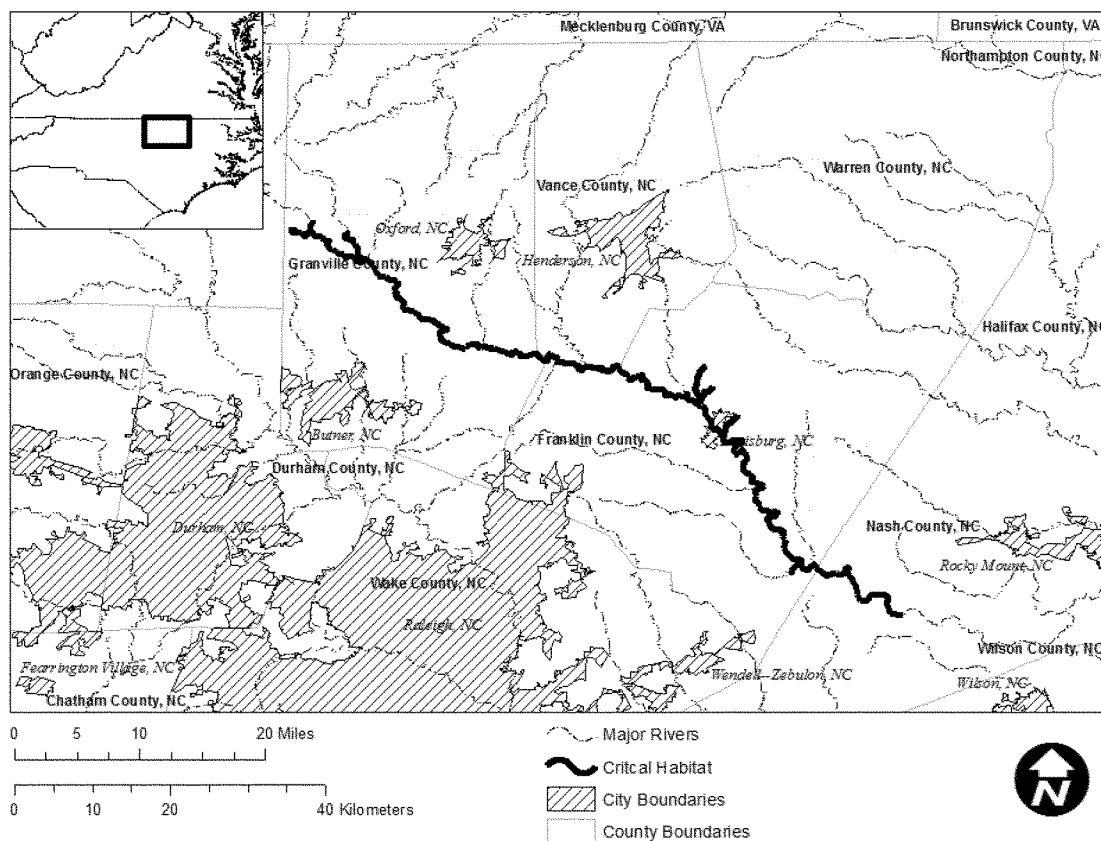 Mecklenburg County, VA
Brunswick County, VA
Northampton County, NC
Warren County, NC
Vance County, NC
Oxford, NC
Henderson, NC
Granville County, NC
Halifax County, NC
Orange County, NC
Butner, NC
Franklin County, NC
isburg, NC
Durham County, NC
Durham, NC
Nash County, NC
Rocky Mount, NC
Wake County, NC
Raleigh, NC
Wilson County, NC
Fearrington Village, NC
Wendell--Zebulon, NC
Wilson, NC
Chatham County, NC
0 5 10 20 Miles
0 10 20 40 Kilometers
Major Rivers
Critcal Habitat
City Boundaries
County Boundaries
N